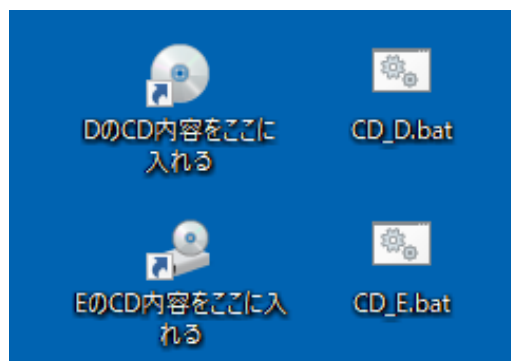 DのCD内容をここに
入れる
CD_D.bat
EのCD内容をここに入
れる
CD_E.bat